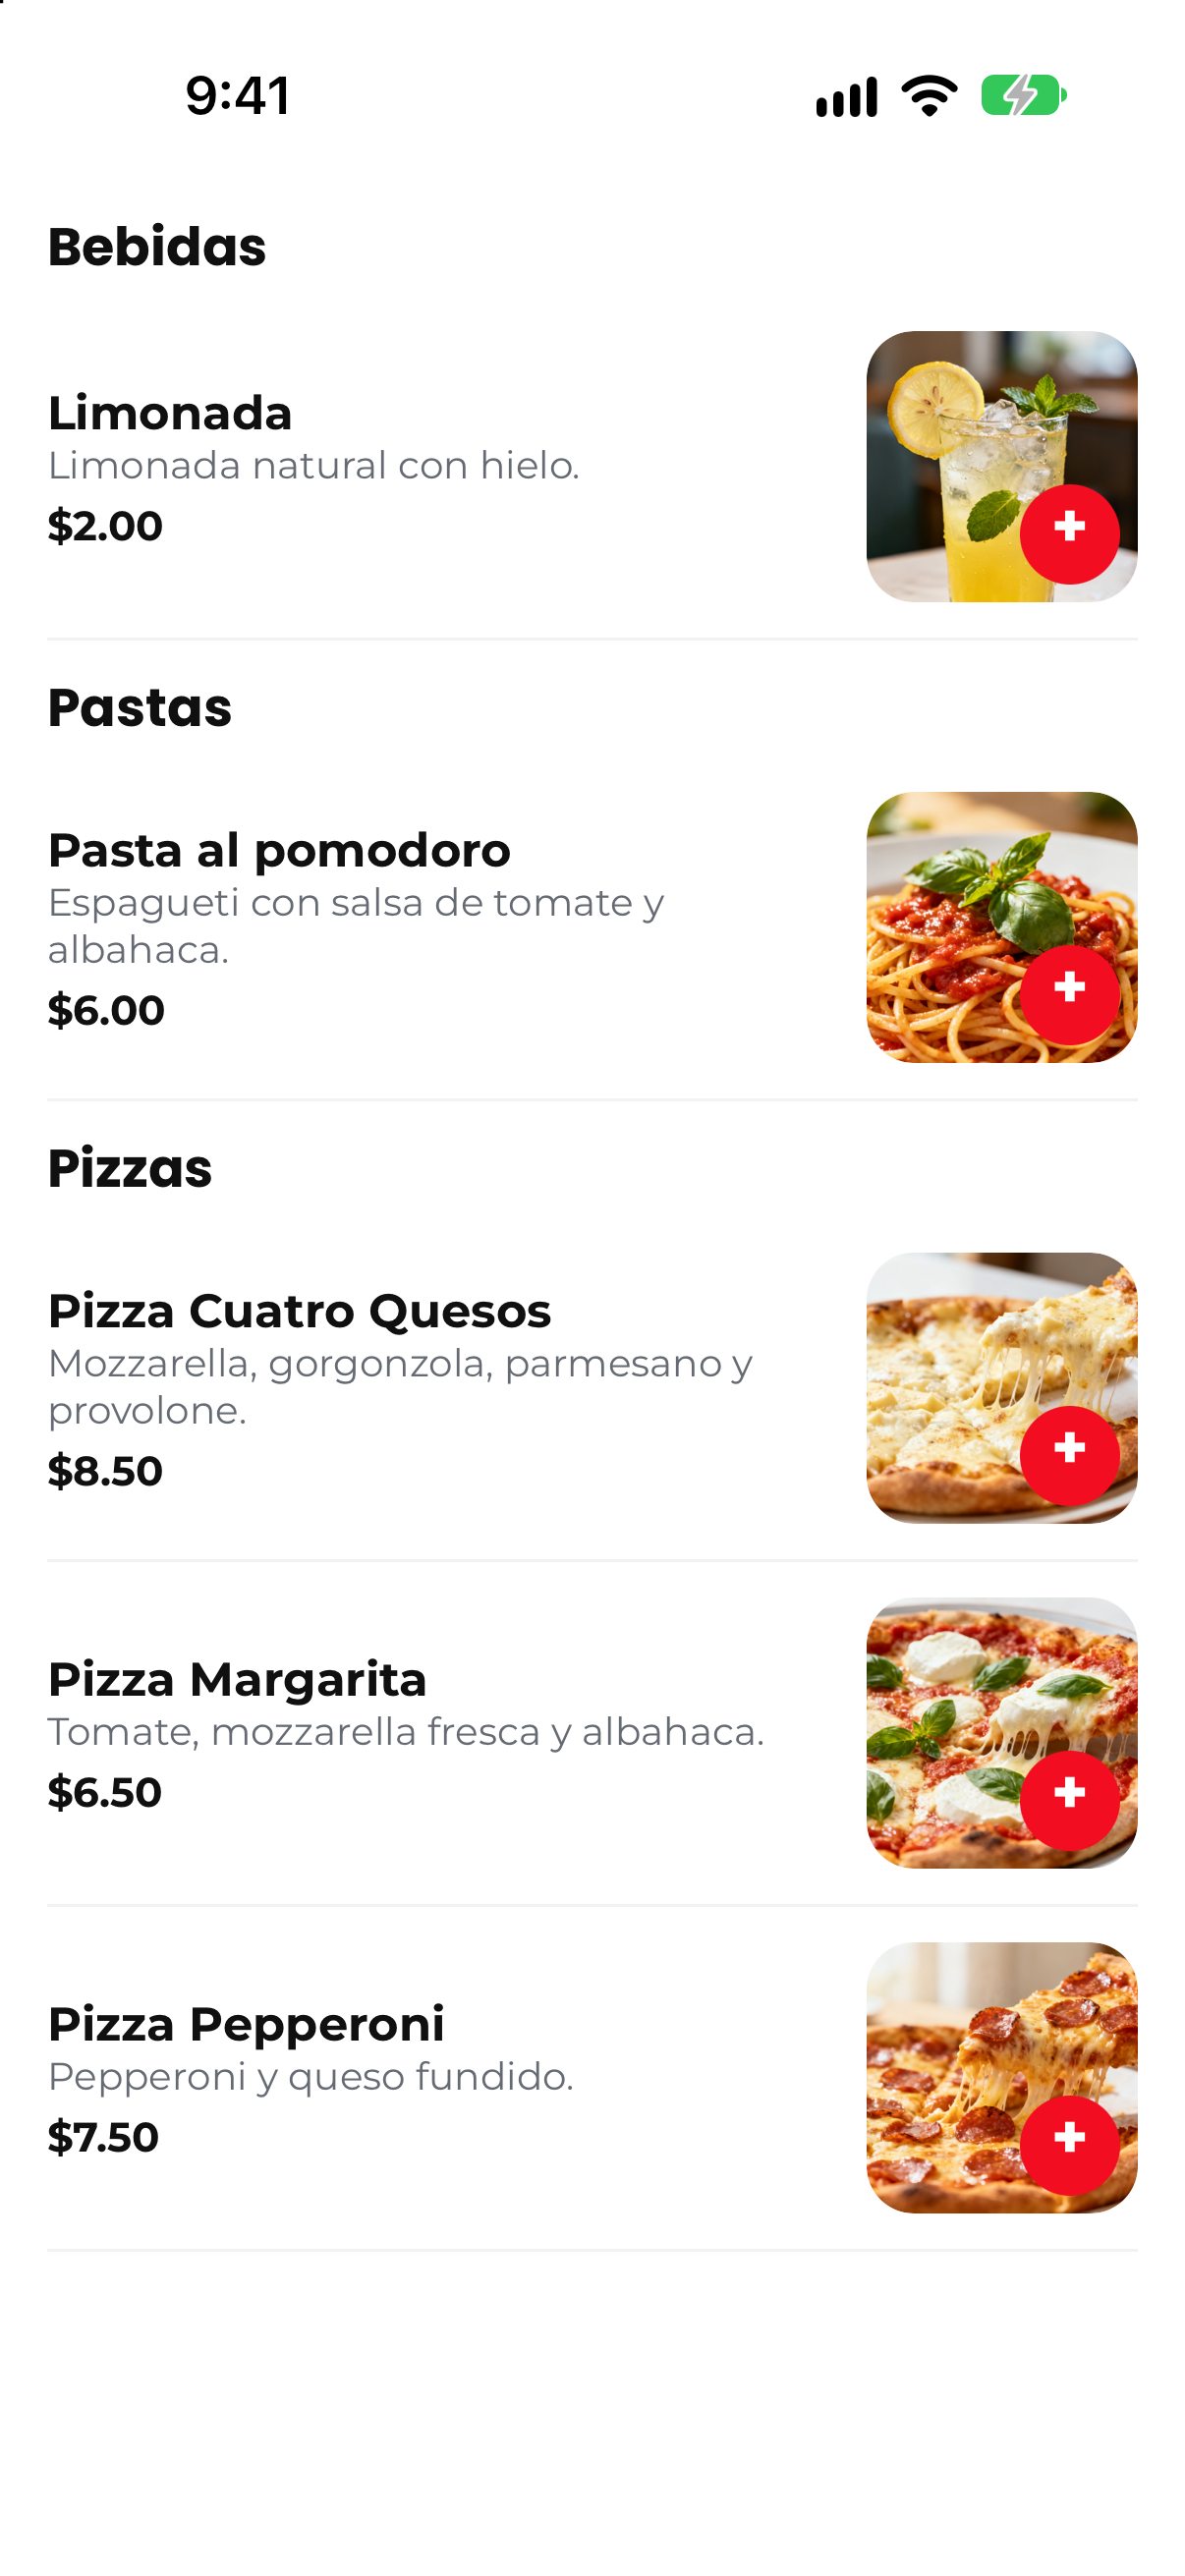 9:41
Bebidas
Limonada
Limonada natural con hielo.
$2.00
+
Pastas
Pasta al pomodoro
Espagueti con salsa de tomate y
albahaca.
$6.00
+
Pizzas
Pizza Cuatro Quesos
Mozzarella, gorgonzola, parmesano y
provolone.
$8.50
+
Pizza Margarita
Tomate, mozzarella fresca y albahaca.
$6.50
+
Pizza Pepperoni
Pepperoni y queso fundido.
$7.50
+